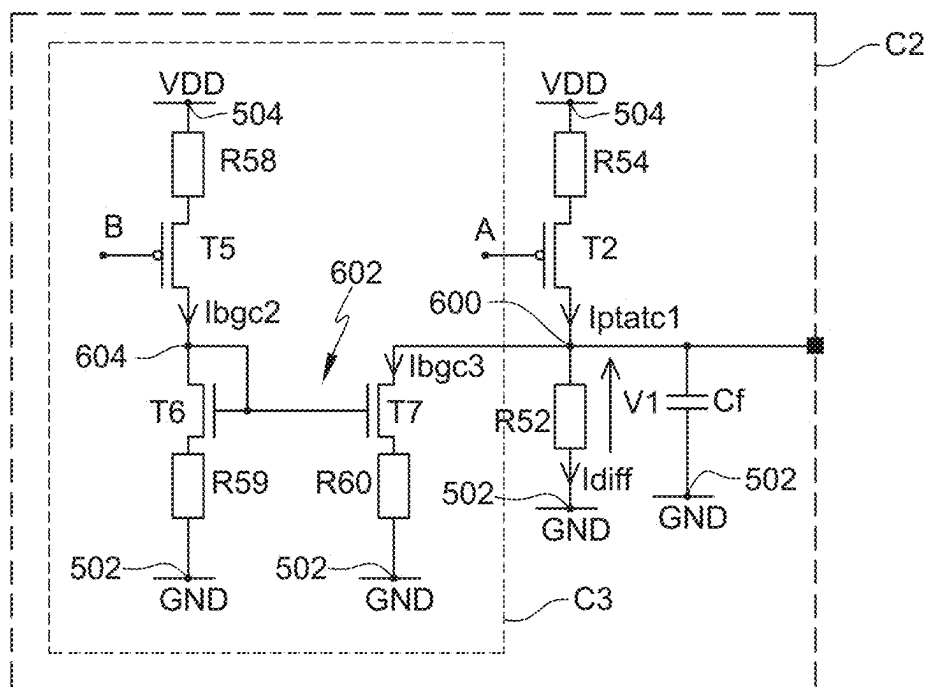 C2
VDD
504
R58
B
T5
Ibgc2
604
T6
R59
502
GND
602
Ibgc3
T7
R60
502
GND
C3
VDD
504
R54
A
T2
600
Iptatc1
R52
V1
Cf
Idiff
502
GND
502
GND